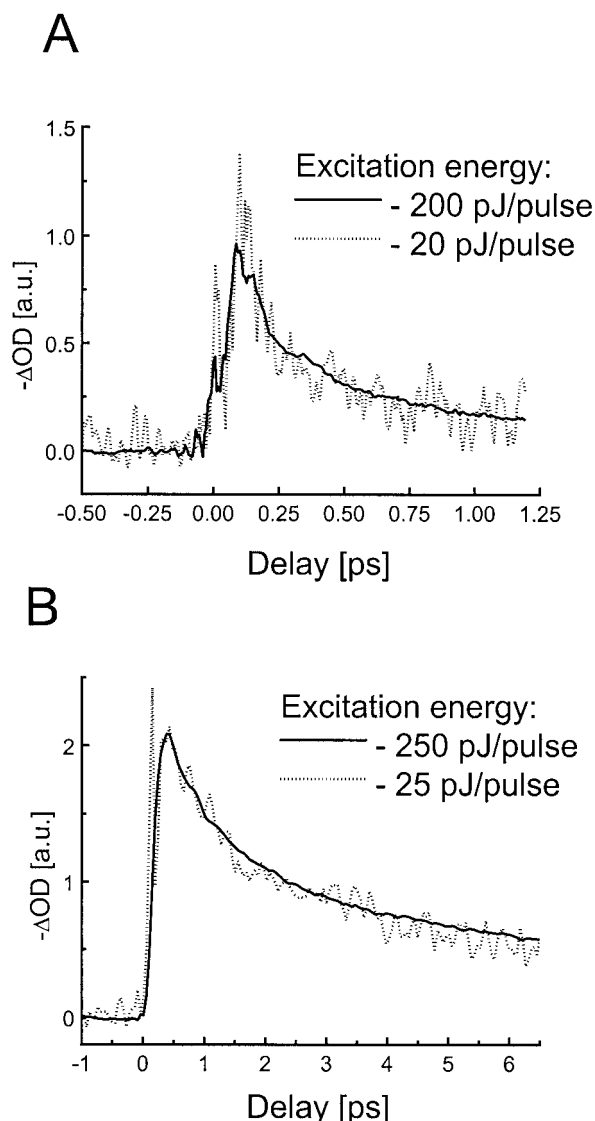 A
1.5
1.0
0.5
0.0
-ΔOD [a.u.]
Excitation energy:
- 200 pJ/pulse
- 20 pJ/pulse
-0.50 -0.25 0.00 0.25 0.50 0.75 1.00 1.25
Delay [ps]
B
2
1
0
-ΔOD [a.u.]
Excitation energy:
- 250 pJ/pulse
- 25 pJ/pulse
-1 0 1 2 3 4 5 6
Delay [ps]